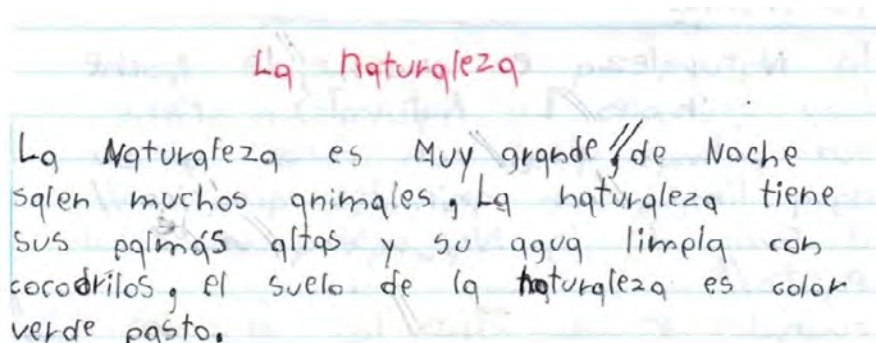 La naturaleza
La Naturaleza es Muy grande, de Noche
salen muchos animales, La naturaleza tiene
sus palmas altas y su agua limpia con
cocodrilos, el suelo de la naturaleza es color
verde pasto.